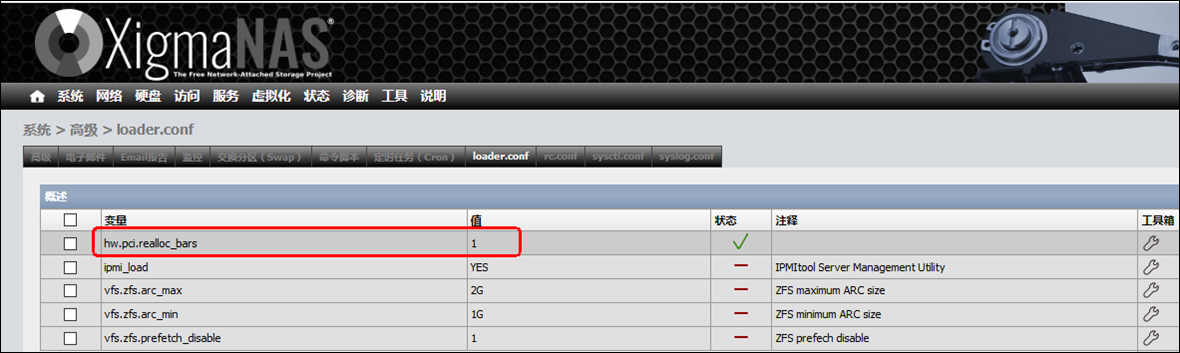 XigmaNAS®
The Free Network-Attached Storage Project
系统 网络 硬盘 访问 服务 虚拟化 状态 诊断 工具 说明
系统 > 高级 > loader.conf
高级 电子邮件 Email报告 监控 交换分区（Swap） 命令脚本 定时任务（Cron） loader.conf rc.conf sysctl.conf syslog.conf
概述
变量 值 状态 注释 工具箱
hw.pci.realloc_bars 1
ipmi_load YES IPMItool Server Management Utility
vfs.zfs.arc_max 2G ZFS maximum ARC size
vfs.zfs.arc_min 1G ZFS minimum ARC size
vfs.zfs.prefetch_disable 1 ZFS prefech disable